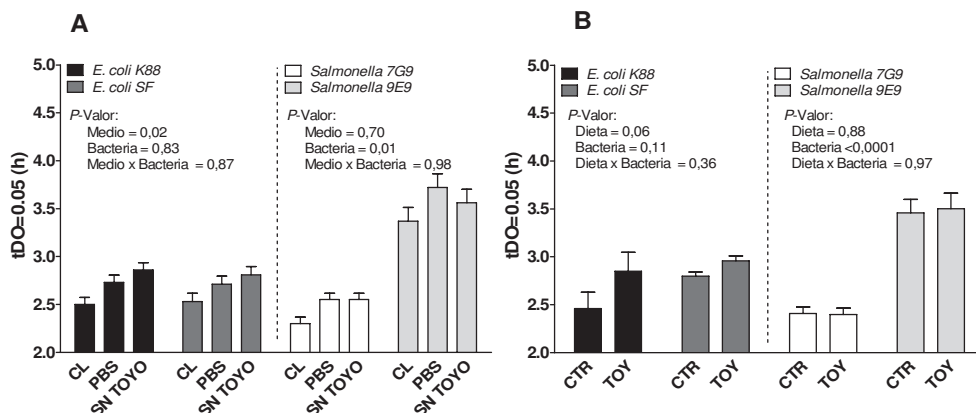 A
tDO=0.05 (h)
5.0
4.5
4.0
3.5
3.0
2.5
2.0
E. coli K88
E. coli SF
P-Valor:
Medio = 0,02
Bacteria = 0,83
Medio x Bacteria = 0,87
Salmonella 7G9
Salmonella 9E9
P-Valor:
Medio = 0,70
Bacteria = 0,01
Medio x Bacteria = 0,98
CL
PBS
SN TOYO
CL
PBS
SN TOYO
CL
PBS
SN TOYO
CL
PBS
SN TOYO
B
tDO=0.05 (h)
5.0
4.5
4.0
3.5
3.0
2.5
2.0
E. coli K88
E. coli SF
P-Valor:
Dieta = 0,06
Bacteria = 0,11
Dieta x Bacteria = 0,36
Salmonella 7G9
Salmonella 9E9
P-Valor:
Dieta = 0,88
Bacteria <0,0001
Dieta x Bacteria = 0,97
CTR
TOY
CTR
TOY
CTR
TOY
CTR
TOY